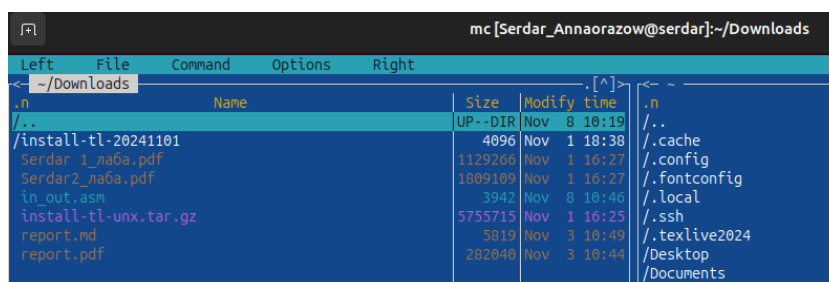 mc [Serdar_Annaorazow@serdar]:~/Downloads
Left File Command Options Right
<─ ~/Downloads ─.[^]>
<─ ~
.n Name Size Modify time .n
/.. UP--DIR Nov 8 10:19 /..
/install-tl-20241101 4096 Nov 1 18:38 /.cache
Serdar 1_лаба.pdf 1129266 Nov 1 16:27 /.config
Serdar2_лаба.pdf 1809109 Nov 1 16:27 /.fontconfig
in_out.asm 3942 Nov 8 10:46 /.local
install-tl-unx.tar.gz 5755715 Nov 1 16:25 /.ssh
report.md 5819 Nov 3 10:49 /.texlive2024
report.pdf 282040 Nov 3 10:44 /Desktop
/Documents